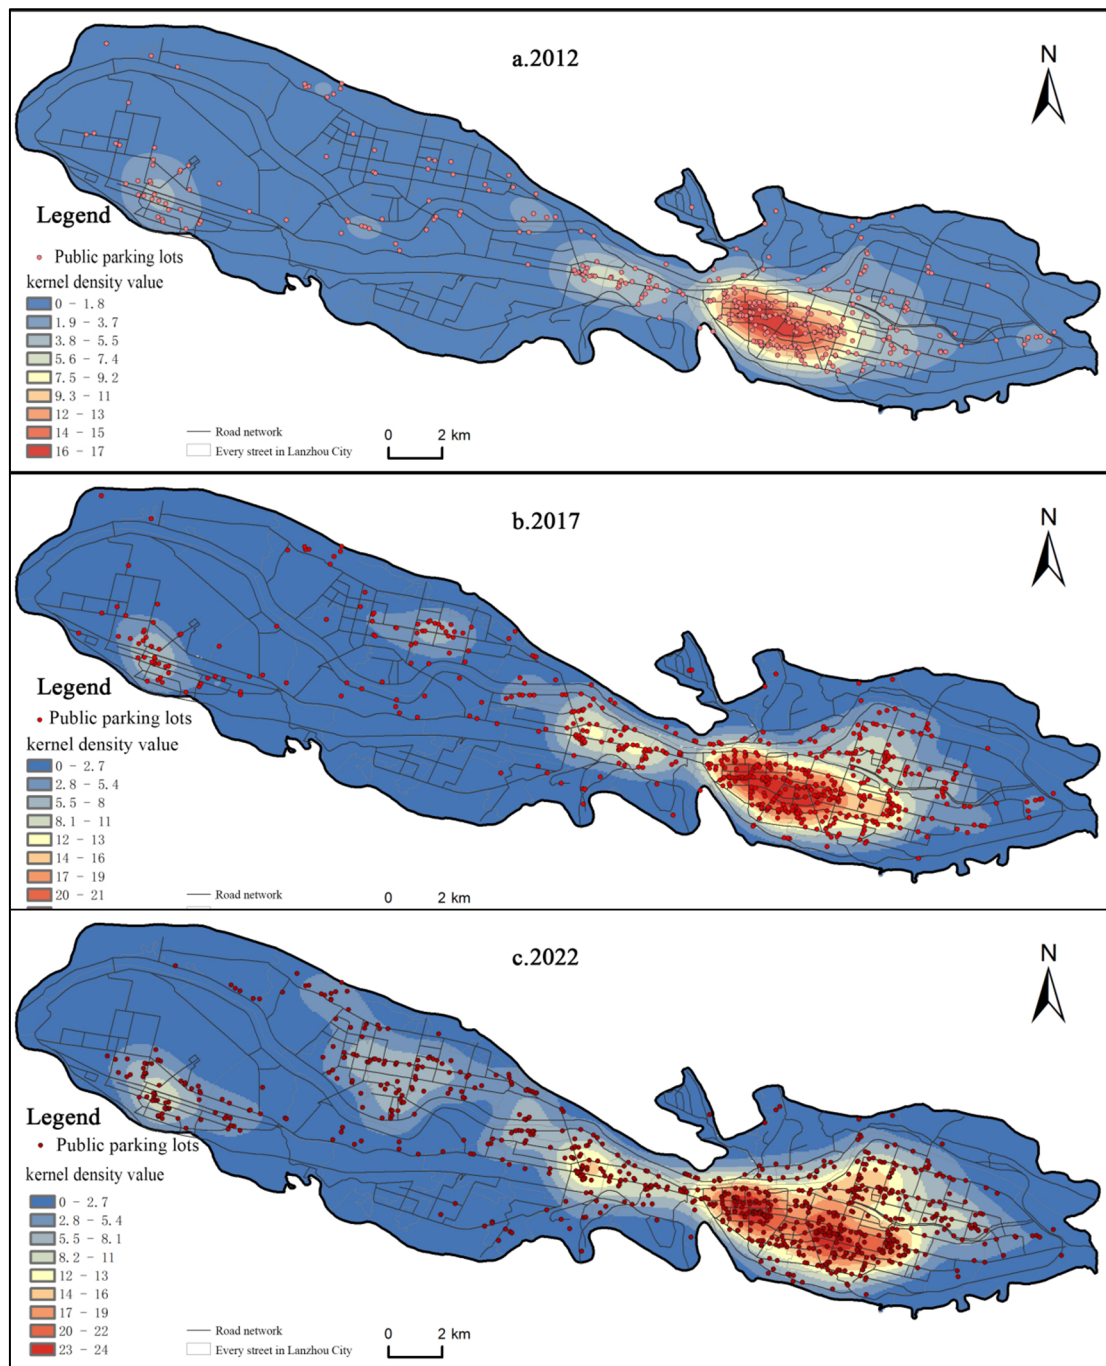 a.2012
N
Legend
Public parking lots
kernel density value
0 - 1.8
1.9 - 3.7
3.8 - 5.5
5.6 - 7.4
7.5 - 9.2
9.3 - 11
12 - 13
14 - 15
16 - 17
Road network
Every street in Lanzhou City
0 2 km
b.2017
N
Legend
Public parking lots
kernel density value
0 - 2.7
2.8 - 5.4
5.5 - 8
8.1 - 11
12 - 13
14 - 16
17 - 19
20 - 21
Road network
0 2 km
c.2022
N
Legend
Public parking lots
kernel density value
0 - 2.7
2.8 - 5.4
5.5 - 8.1
8.2 - 11
12 - 13
14 - 16
17 - 19
20 - 22
23 - 24
Road network
Every street in Lanzhou City
0 2 km